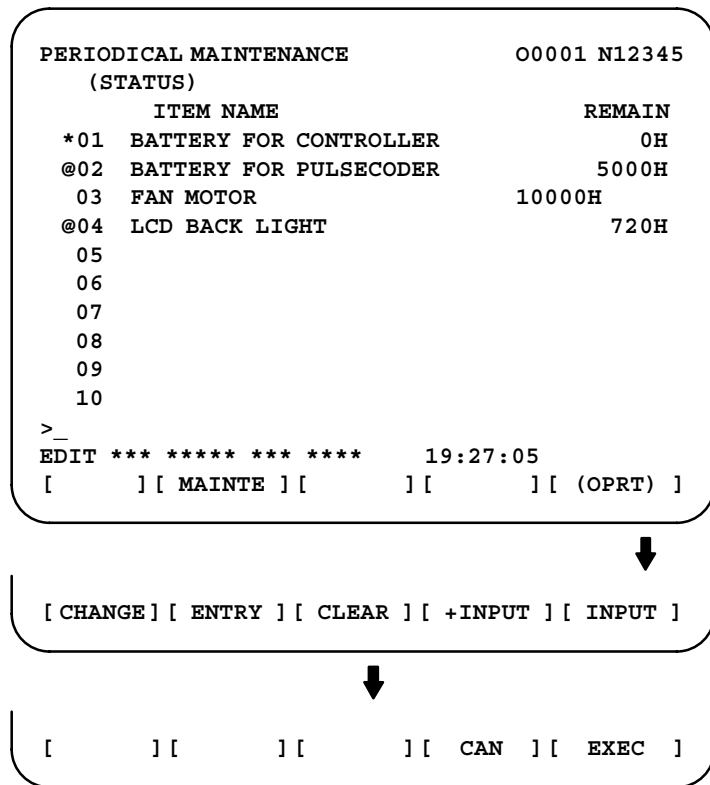 PERIODICAL MAINTENANCE O0001 N12345
(STATUS)
ITEM NAME REMAIN
*01 BATTERY FOR CONTROLLER 0H
@02 BATTERY FOR PULSECODER 5000H
03 FAN MOTOR 10000H
@04 LCD BACK LIGHT 720H
05
06
07
08
09
10
>_
EDIT *** ***** *** **** 19:27:05
[ ][ MAINTE ][ ][ ][ (OPRT) ]
[ CHANGE ][ ENTRY ][ CLEAR ][ +INPUT ][ INPUT ]
[ ][ ][ ][ CAN ][ EXEC ]